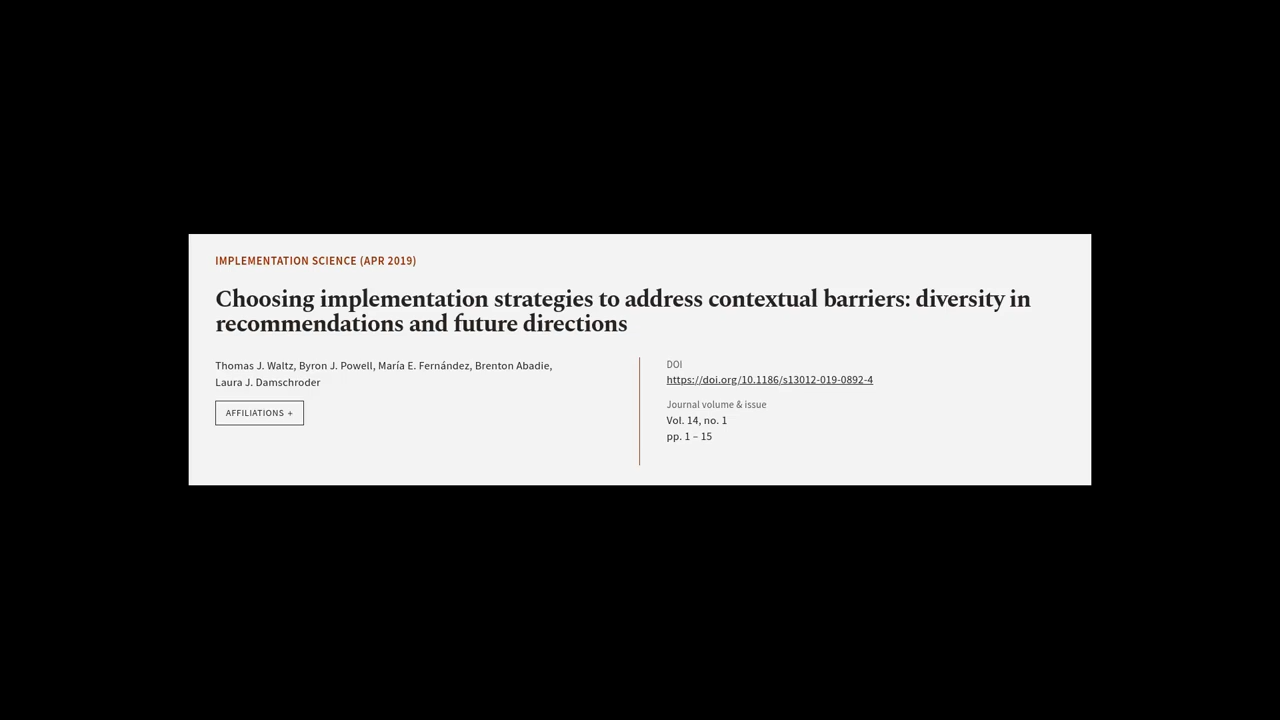 IMPLEMENTATION SCIENCE (APR 2019)
Choosing implementation strategies to address contextual barriers: diversity in
recommendations and future directions
Thomas J. Waltz, Byron J. Powell, María E. Fernández, Brenton Abadie,
Laura J. Damschroder
AFFILIATIONS +
DOI
https://doi.org/10.1186/s13012-019-0892-4
Journal volume & issue
Vol. 14, no. 1
pp. 1 – 15